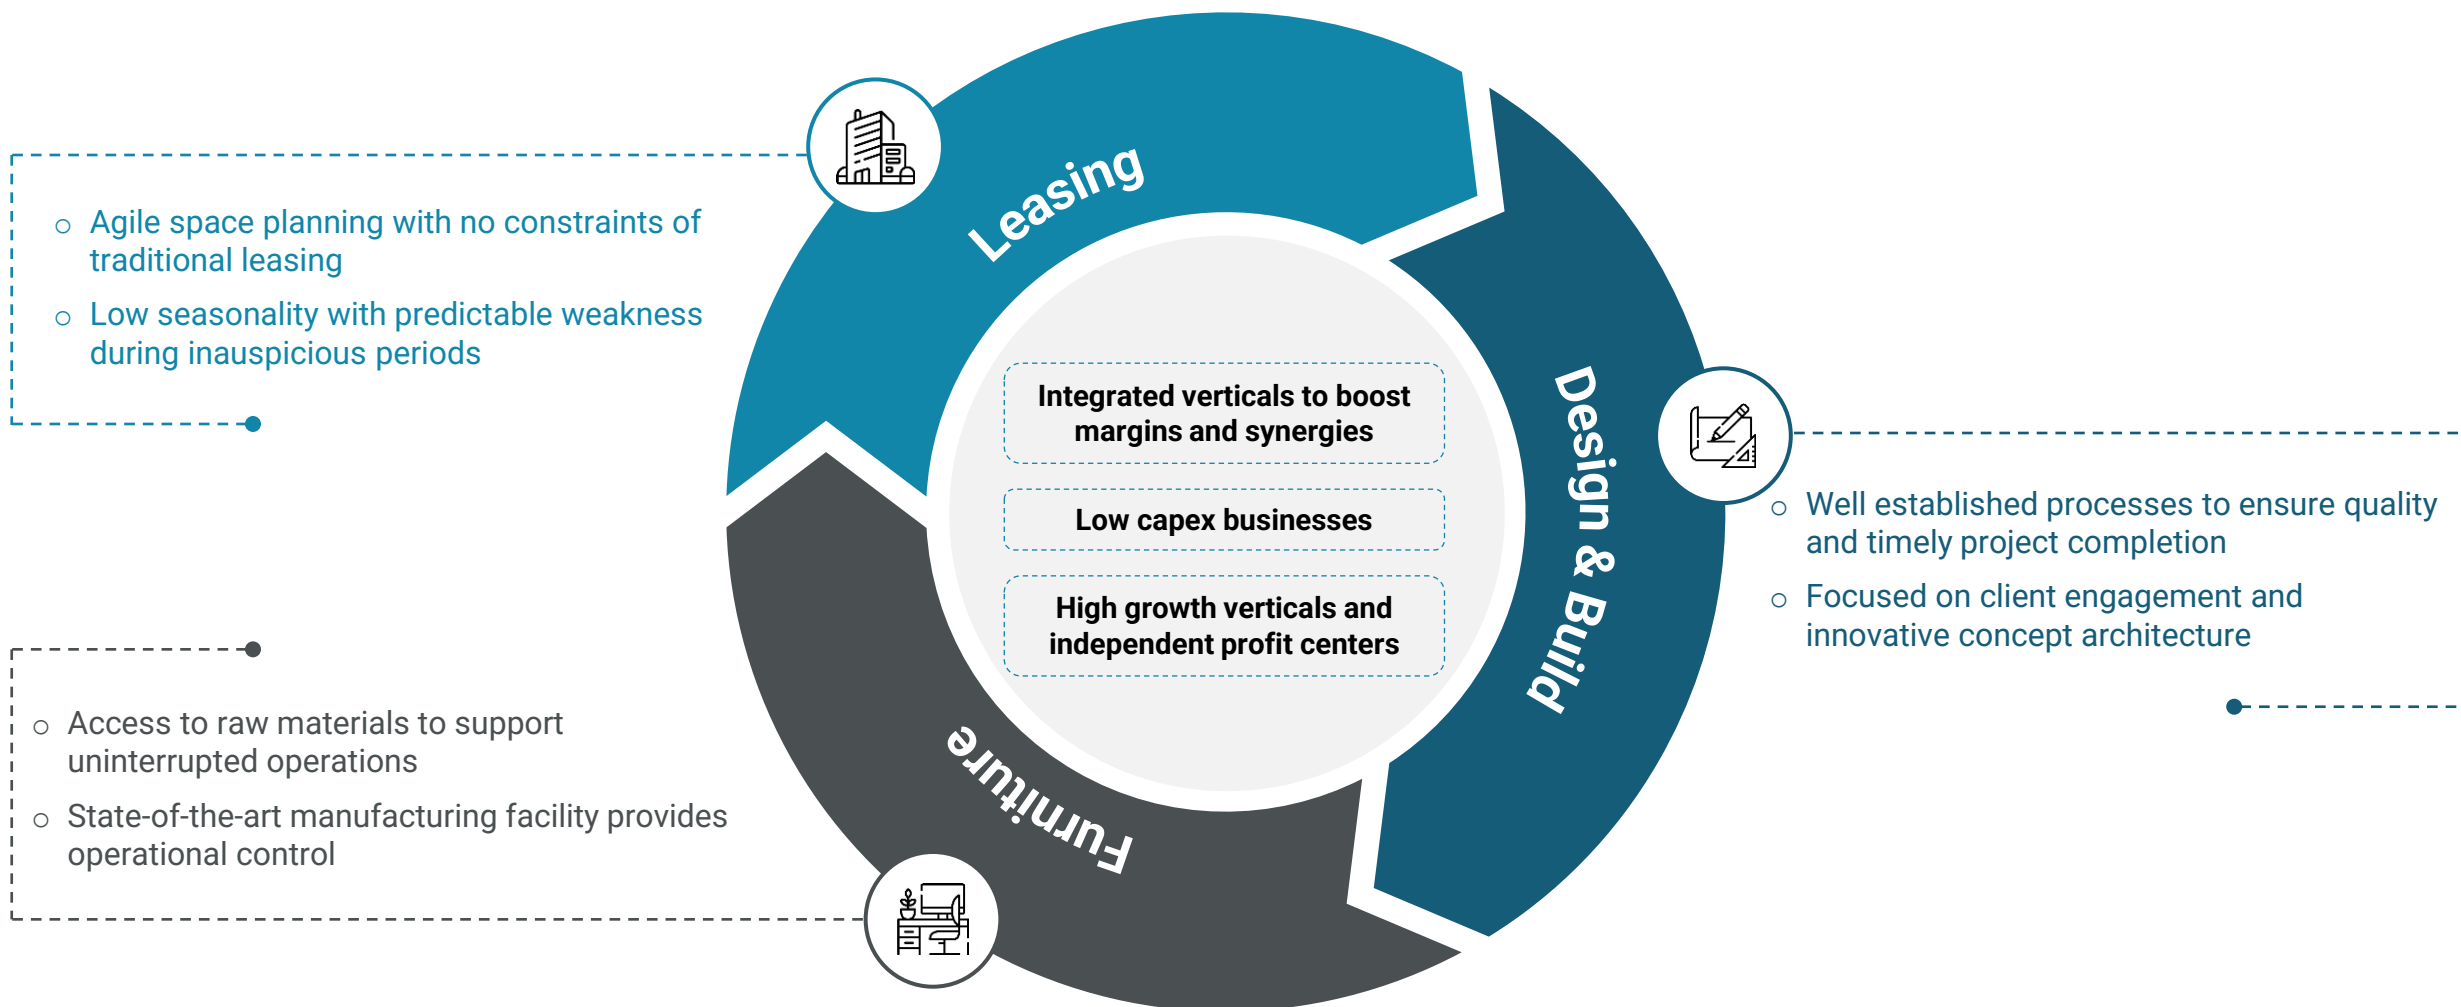 Leasing
Agile space planning with no constraints of
traditional leasing
Low seasonality with predictable weakness
during inauspicious periods
Integrated verticals to boost
margins and synergies
Low capex businesses
High growth verticals and
independent profit centers
Design & Build
Well established processes to ensure quality
and timely project completion
Focused on client engagement and
innovative concept architecture
Furniture
Access to raw materials to support
uninterrupted operations
State-of-the-art manufacturing facility provides
operational control